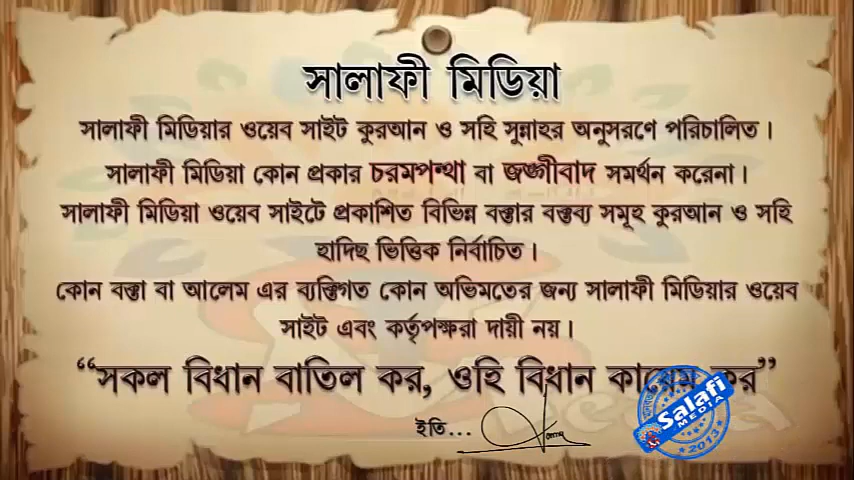 সালাফী মিডিয়া
সালাফী মিডিয়ার ওয়েব সাইট কুরআন ও সহি সুন্নাহর অনুসরণে পরিচালিত।
সালাফী মিডিয়া কোন প্রকার চরমপন্থা বা জঙ্গীবাদ সমর্থন করেনা।
সালাফী মিডিয়া ওয়েব সাইটে প্রকাশিত বিভিন্ন বক্তার বক্তব্য সমূহ কুরআন ও সহি
হাদিছ ভিত্তিক নির্বাচিত।
কোন বক্তা বা আলেম এর ব্যক্তিগত কোন অভিমতের জন্য সালাফী মিডিয়ার ওয়েব
সাইট এবং কর্তৃপক্ষরা দায়ী নয়।
“সকল বিধান বাতিল কর, ওহি বিধান কায়েম কর”
ইতি...
Salafi
MEDIA
2013